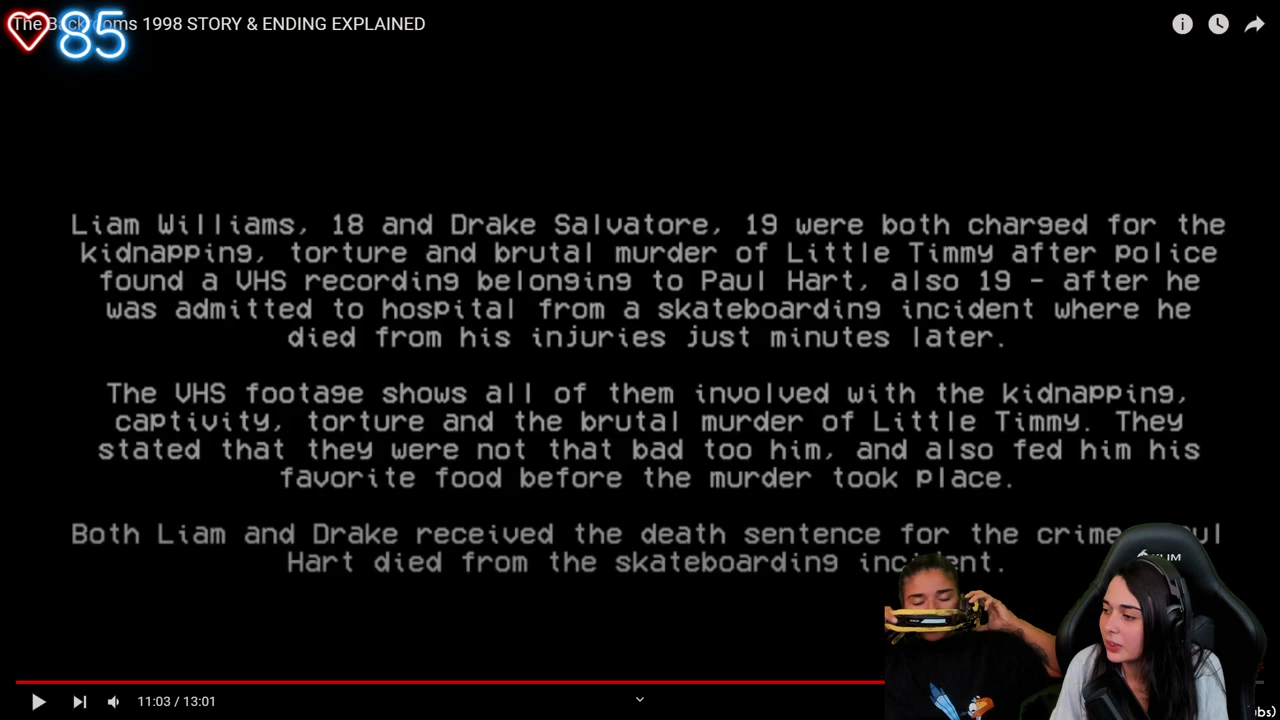 The Backrooms 1998 STORY & ENDING EXPLAINED
85
Liam Williams, 18 and Drake Salvatore, 19 were both charged for the
kidnapping, torture and brutal murder of Little Timmy after police
found a VHS recording belonging to Paul Hart, also 19 - after he
was admitted to hospital from a skateboarding incident where he
died from his injuries just minutes later.
The VHS footage shows all of them involved with the kidnapping,
captivity, torture and the brutal murder of Little Timmy. They
stated that they were not that bad too him, and also fed him his
favorite food before the murder took place.
Both Liam and Drake received the death sentence for the crime
Hart died from the skateboarding incident.
KLIM
11:03 / 13:01